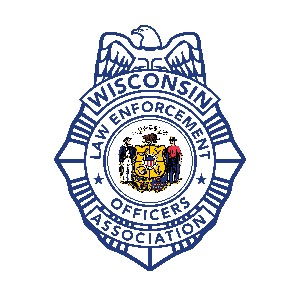 WISCONSIN
LAW ENFORCEMENT
OFFICERS
ASSOCIATION